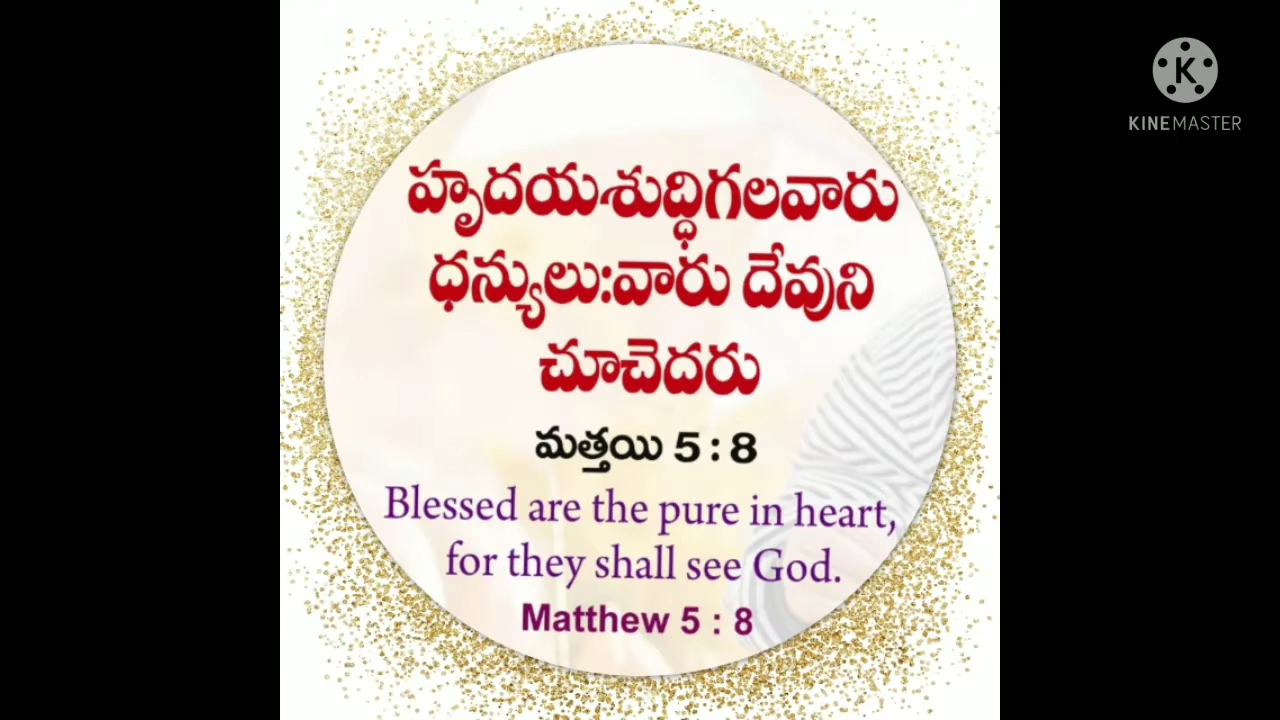 హృదయశుద్ధిగలవారు
ధన్యులు:వారు దేవుని
చూచెదరు
మత్తయి 5 : 8
Blessed are the pure in heart,
for they shall see God.
Matthew 5 : 8
K
KINEMASTER